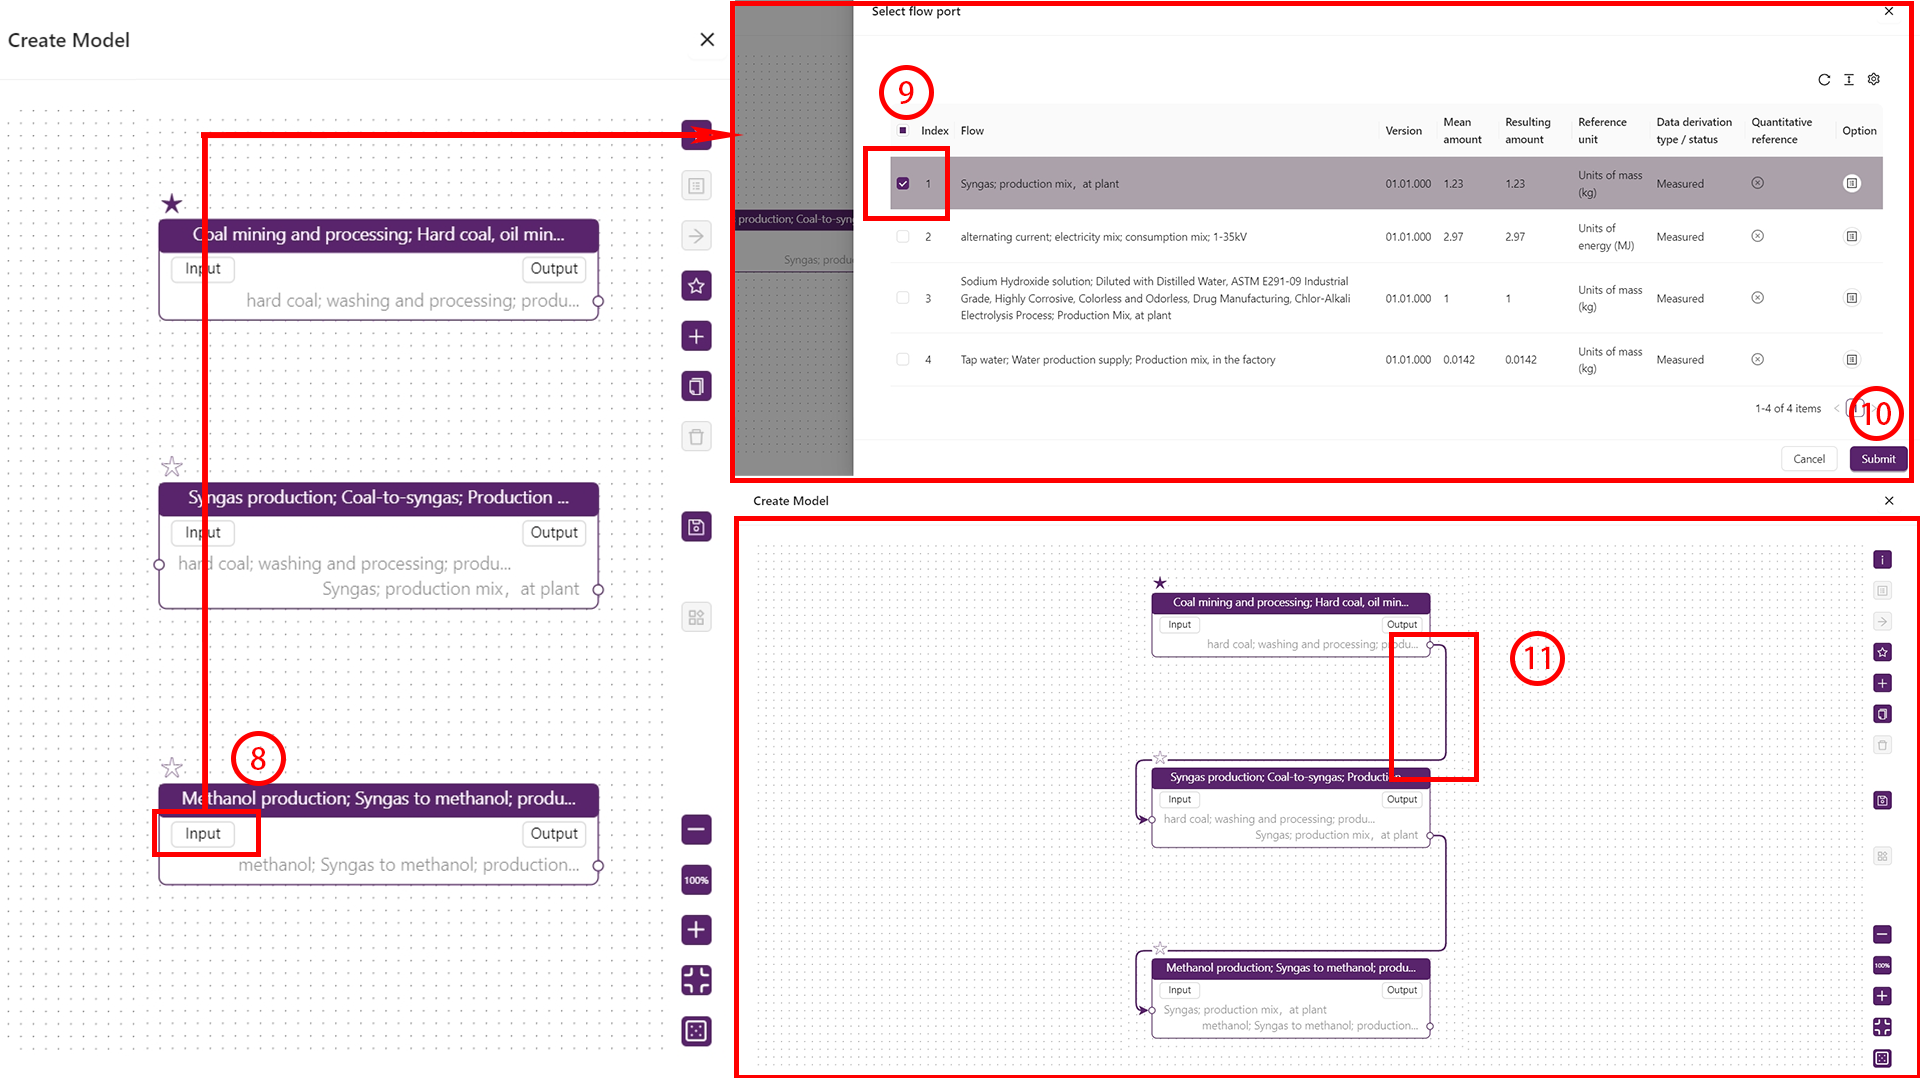 Create Model
Coal mining and processing; Hard coal, oil min...
Input
Output
hard coal; washing and processing; produ...
Syngas production; Coal-to-syngas; Production ...
Input
Output
hard coal; washing and processing; produ...
Syngas; production mix，at plant
8
Methanol production; Syngas to methanol; produ...
Input
Output
methanol; Syngas to methanol; production...
100%
Select flow port
production; Coal-to-syn
Syngas; produ
9
Index Flow Version Mean amount Resulting amount Reference unit Data derivation type / status Quantitative reference Option
1 Syngas; production mix，at plant 01.01.000 1.23 1.23 Units of mass (kg) Measured
2 alternating current; electricity mix; consumption mix; 1-35kV 01.01.000 2.97 2.97 Units of energy (MJ) Measured
3 Sodium Hydroxide solution; Diluted with Distilled Water, ASTM E291-09 Industrial
Grade, Highly Corrosive, Colorless and Odorless, Drug Manufacturing, Chlor-Alkali
Electrolysis Process; Production Mix, at plant 01.01.000 1 1 Units of mass (kg) Measured
4 Tap water; Water production supply; Production mix, in the factory 01.01.000 0.0142 0.0142 Units of mass (kg) Measured
1-4 of 4 items
10
Cancel
Submit
Create Model
Coal mining and processing; Hard coal, oil min...
Input
Output
hard coal; washing and processing; produ...
11
Syngas production; Coal-to-syngas; Production
Input
Output
hard coal; washing and processing; produ...
Syngas; production mix，at plant
Methanol production; Syngas to methanol; produ...
Input
Output
Syngas; production mix，at plant
methanol; Syngas to methanol; production...
100%